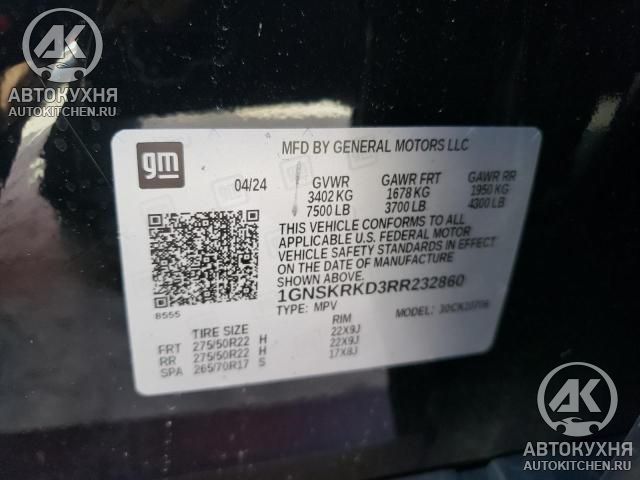 AK
АВТОКУХНЯ
AUTOKITCHEN.RU
gm
MFD BY GENERAL MOTORS LLC
04/24 GVWR GAWR FRT GAWR RR
3402 KG 1678 KG 1950 KG
7500 LB 3700 LB 4300 LB
THIS VEHICLE CONFORMS TO ALL
APPLICABLE U.S. FEDERAL MOTOR
VEHICLE SAFETY STANDARDS IN EFFECT
ON THE DATE OF MANUFACTURE
1GNSKRKD3RR232860
TYPE: MPV MODEL:
8555
TIRE SIZE RIM
FRT 275/50R22 H 22X9J
RR 275/50R22 H 22X9J
SPA 265/70R17 S 17X8J
AK
АВТОКУХНЯ
AUTOKITCHEN.RU